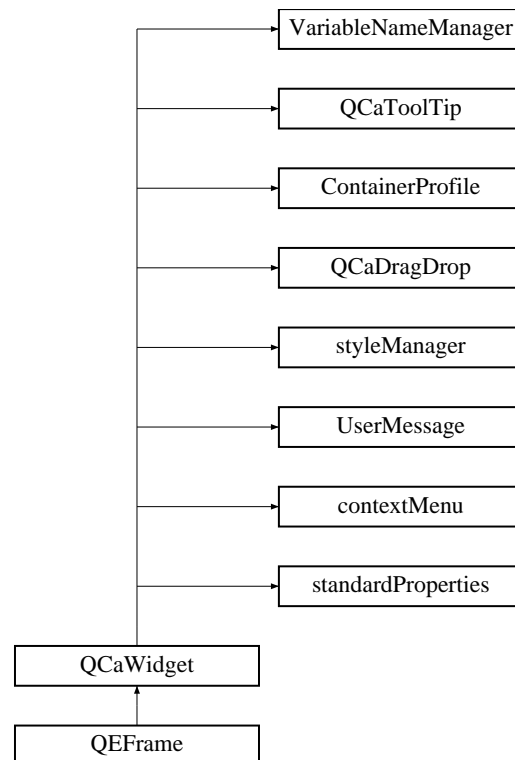 VariableNameManager
QCaToolTip
ContainerProfile
QCaDragDrop
styleManager
UserMessage
contextMenu
standardProperties
QCaWidget
QEFrame